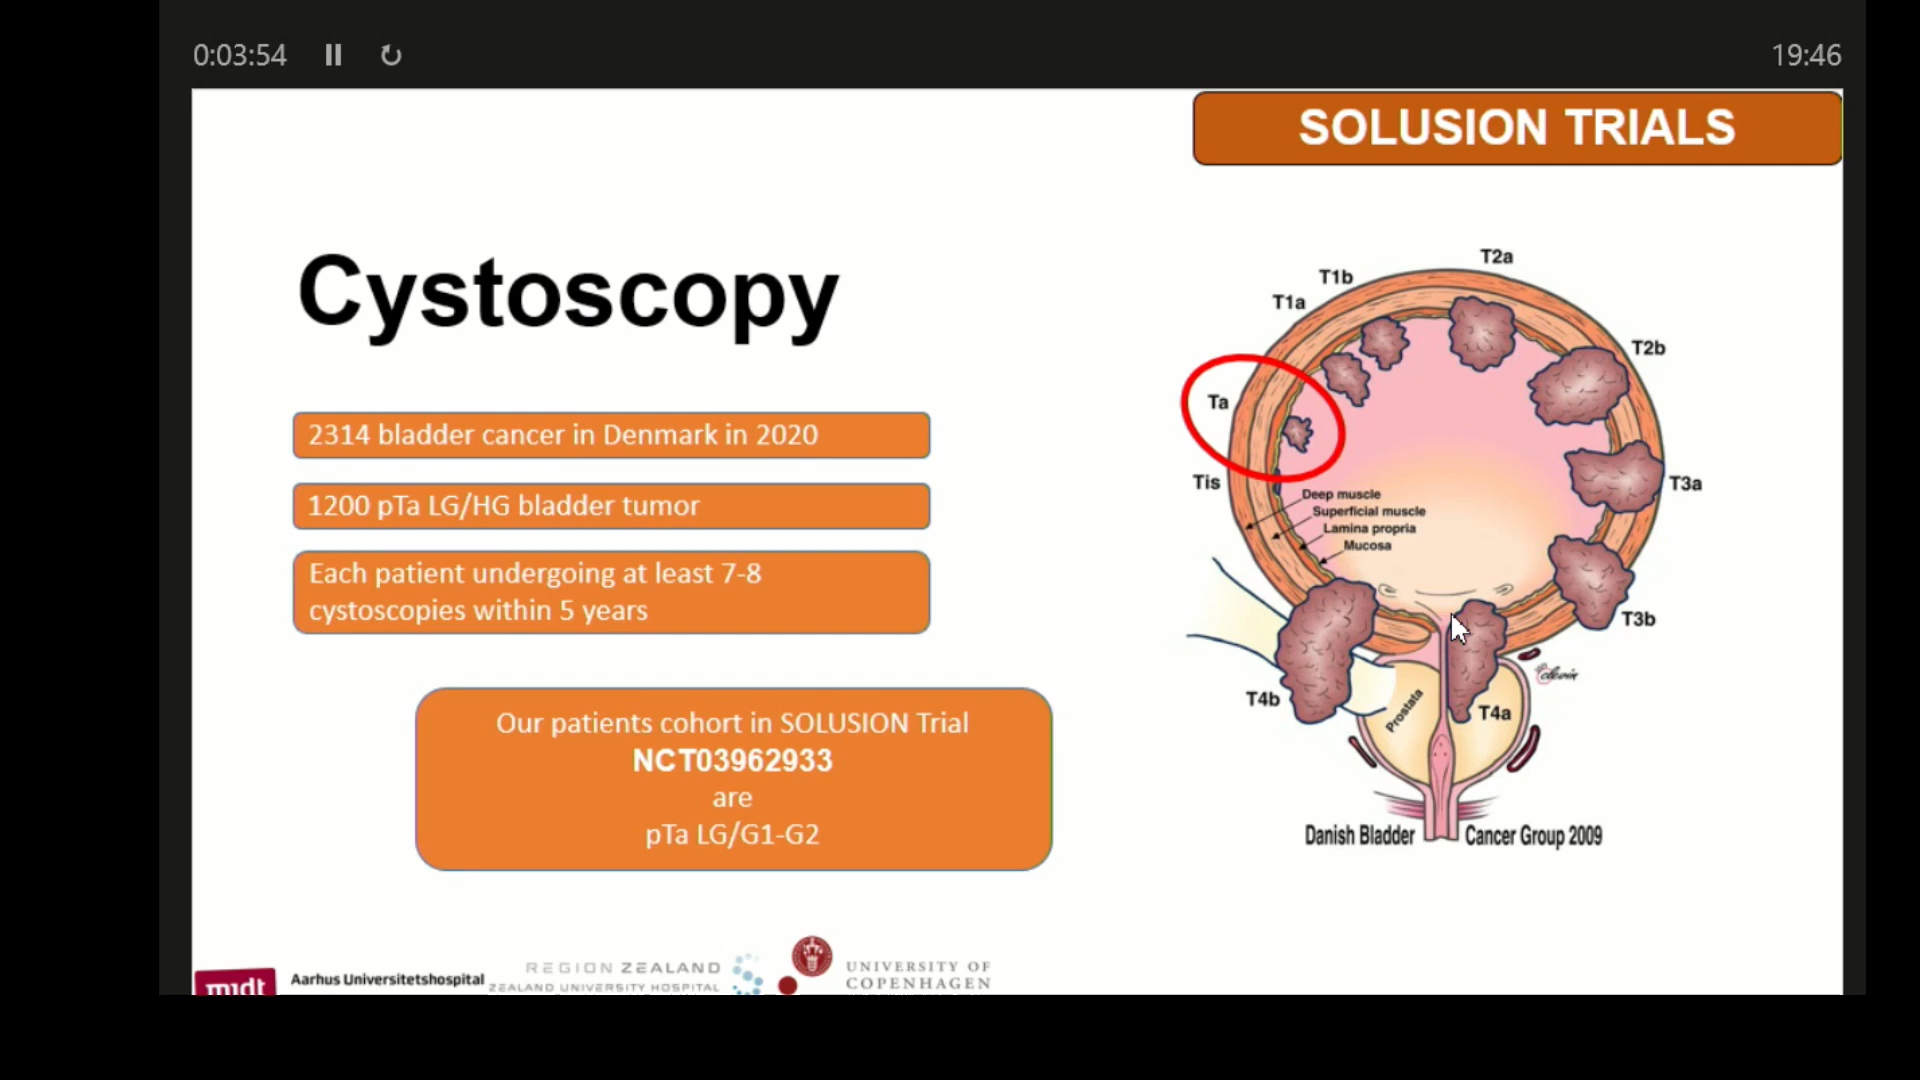 0:03:54
19:46
SOLUSION TRIALS
Cystoscopy
2314 bladder cancer in Denmark in 2020
1200 pTa LG/HG bladder tumor
Each patient undergoing at least 7-8
cystoscopies within 5 years
Our patients cohort in SOLUSION Trial
NCT03962933
are
pTa LG/G1-G2
T2a
T1b
T1a
T2b
Ta
Tis
T3a
Deep muscle
Superficial muscle
Lamina propria
Mucosa
T3b
clevin
T4b
Prostata
T4a
Danish Bladder Cancer Group 2009
midt
Aarhus Universitetshospital
REGION ZEALAND
ZEALAND UNIVERSITY HOSPITAL
UNIVERSITY OF
COPENHAGEN